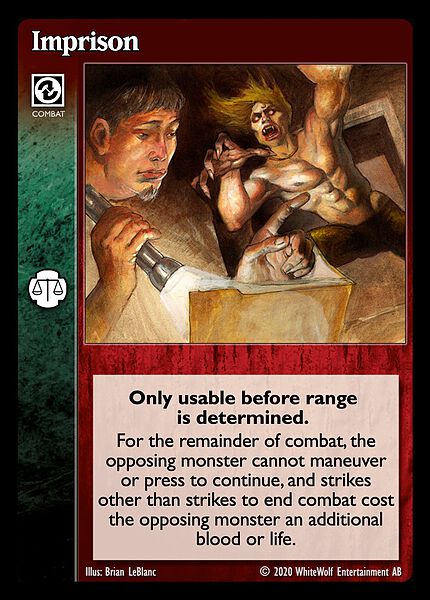 Imprison
COMBAT
Only usable before range
is determined.
For the remainder of combat, the
opposing monster cannot maneuver
or press to continue, and strikes
other than strikes to end combat cost
the opposing monster an additional
blood or life.
Illus: Brian LeBlanc
© 2020 WhiteWolf Entertainment AB